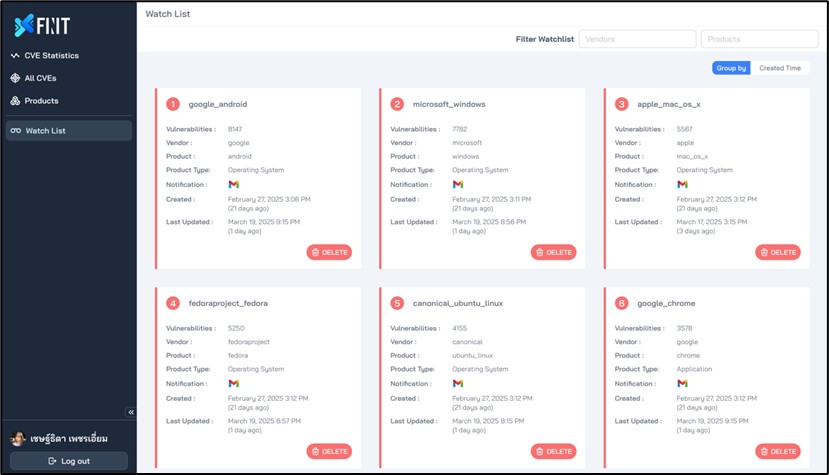 FNIT
CVE Statistics
All CVEs
Products
Watch List
เชษฐ์ธิดา เพชรเอี่ยม
Log out
Watch List
Filter Watchlist Vendors Products
Group by Created Time
1 google_android
Vulnerabilities : 8147
Vendor : google
Product : android
Product Type: Operating System
Notification :
Created : February 27, 2025 3:06 PM
(21 days ago)
Last Updated : March 19, 2025 9:15 PM
(1 day ago)
DELETE
2 microsoft_windows
Vulnerabilities : 7782
Vendor : microsoft
Product : windows
Product Type: Operating System
Notification :
Created : February 27, 2025 3:11 PM
(21 days ago)
Last Updated : March 19, 2025 8:56 PM
(1 day ago)
DELETE
3 apple_mac_os_x
Vulnerabilities : 5567
Vendor : apple
Product : mac_os_x
Product Type: Operating System
Notification :
Created : February 27, 2025 3:12 PM
(21 days ago)
Last Updated : March 17, 2025 3:15 PM
(3 days ago)
DELETE
4 fedoraproject_fedora
Vulnerabilities : 5250
Vendor : fedoraproject
Product : fedora
Product Type: Operating System
Notification :
Created : February 27, 2025 3:12 PM
(21 days ago)
Last Updated : March 19, 2025 8:57 PM
(1 day ago)
DELETE
5 canonical_ubuntu_linux
Vulnerabilities : 4155
Vendor : canonical
Product : ubuntu_linux
Product Type: Operating System
Notification :
Created : February 27, 2025 3:12 PM
(21 days ago)
Last Updated : March 19, 2025 8:15 PM
(1 day ago)
DELETE
6 google_chrome
Vulnerabilities : 3578
Vendor : google
Product : chrome
Product Type: Application
Notification :
Created : February 27, 2025 3:12 PM
(21 days ago)
Last Updated : March 19, 2025 9:15 PM
(1 day ago)
DELETE